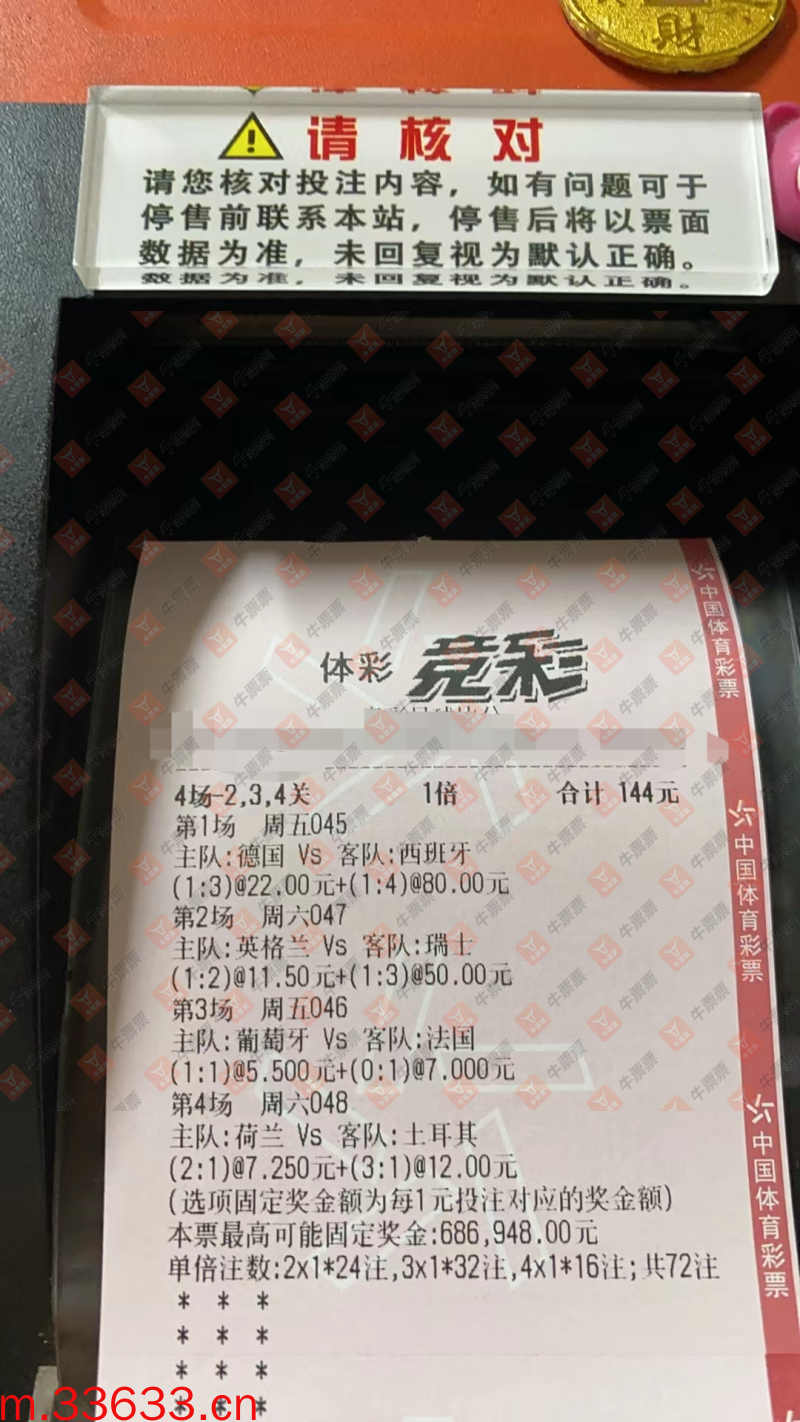 財
请核对
请您核对投注内容，如有问题可于
停售前联系本站，停售后将以票面
数据为准，未回复视为默认正确。
体彩 竞彩
4场-2,3,4关 1倍 合计 144元
第1场 周五045
主队:德国 Vs 客队:西班牙
(1:3)@22.00元+(1:4)@80.00元
第2场 周六047
主队:英格兰 Vs 客队:瑞士
(1:2)@11.50元+(1:3)@50.00元
第3场 周五046
主队:葡萄牙 Vs 客队:法国
(1:1)@5.500元+(0:1)@7.000元
第4场 周六048
主队:荷兰 Vs 客队:土耳其
(2:1)@7.250元+(3:1)@12.00元
(选项固定奖金额为每1元投注对应的奖金额)
本票最高可能固定奖金:686,948.00元
单倍注数:2x1*24注,3x1*32注,4x1*16注;共72注
* * *
* * *
* * *
* * *
中国体育彩票
中国体育彩票
中国体育彩票
牛票票
m.33633.cn